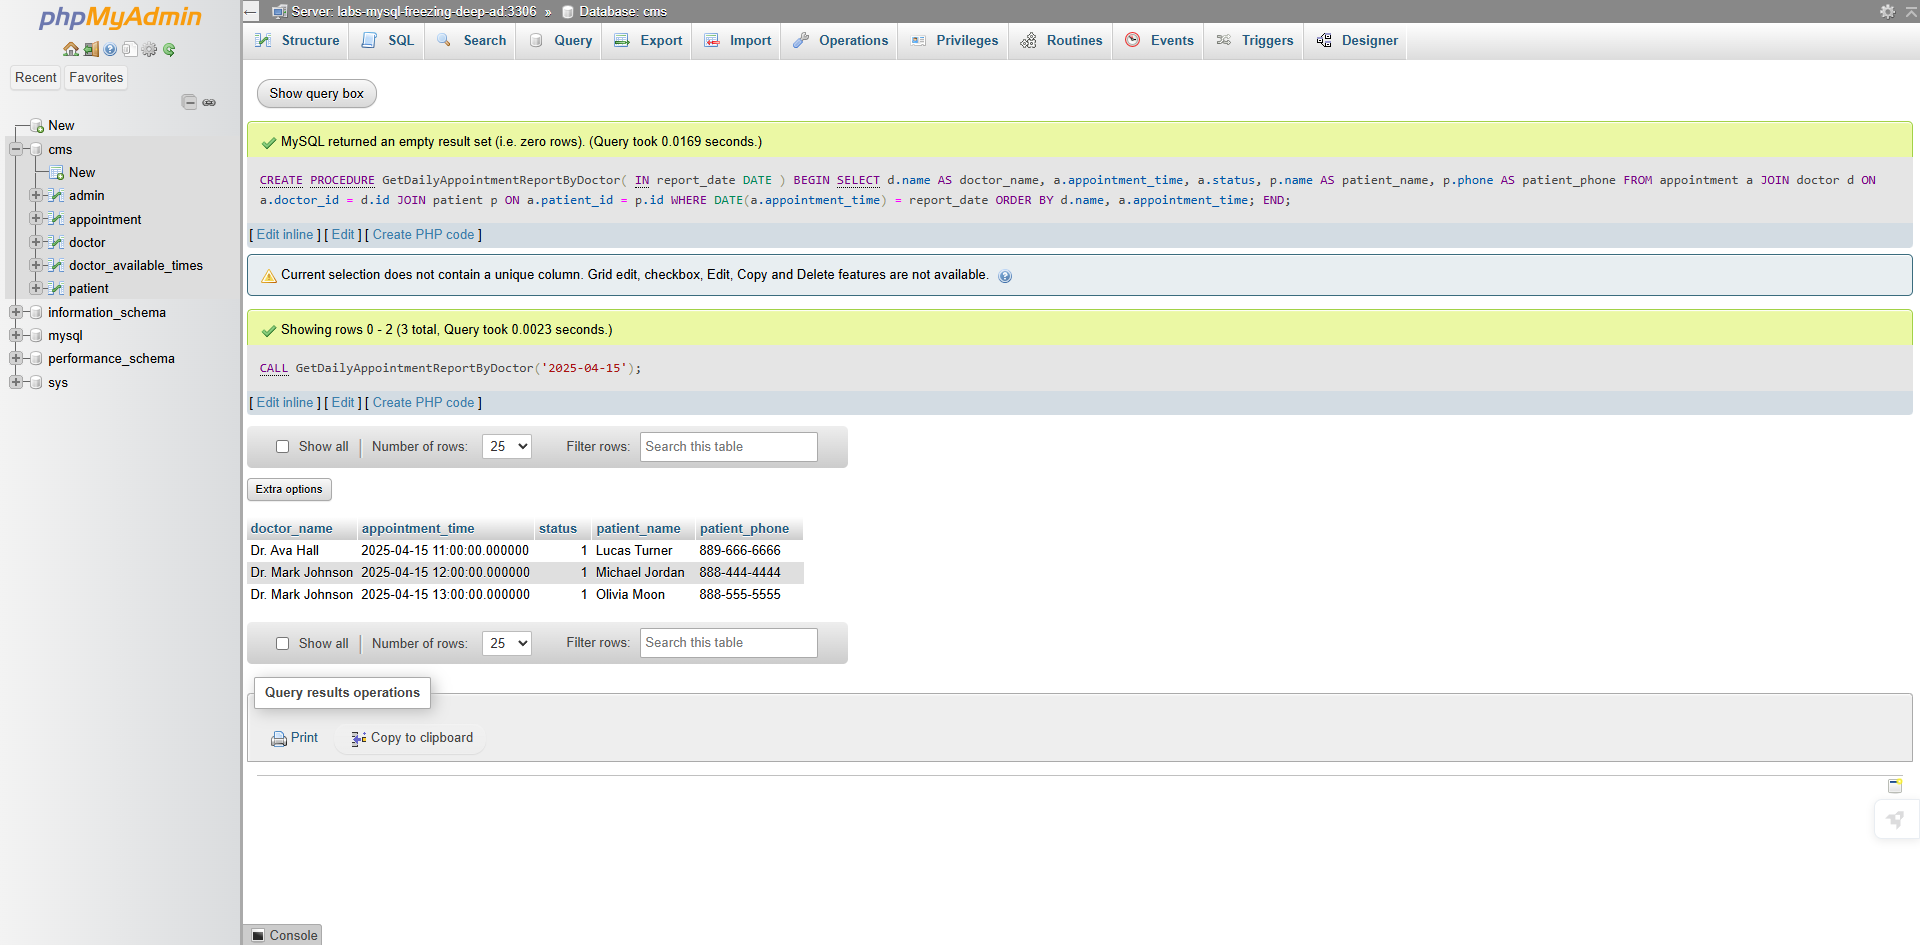 phpMyAdmin
Recent Favorites
New
cms
New
admin
appointment
doctor
doctor_available_times
patient
information_schema
mysql
performance_schema
sys
Server: labs-mysql-freezing-deep-ad:3306 » Database: cms
Structure SQL Search Query Export Import Operations Privileges Routines Events Triggers Designer
Show query box
MySQL returned an empty result set (i.e. zero rows). (Query took 0.0169 seconds.)
CREATE PROCEDURE GetDailyAppointmentReportByDoctor( IN report_date DATE ) BEGIN SELECT d.name AS doctor_name, a.appointment_time, a.status, p.name AS patient_name, p.phone AS patient_phone FROM appointment a JOIN doctor d ON
a.doctor_id = d.id JOIN patient p ON a.patient_id = p.id WHERE DATE(a.appointment_time) = report_date ORDER BY d.name, a.appointment_time; END;
[ Edit inline ] [ Edit ] [ Create PHP code ]
Current selection does not contain a unique column. Grid edit, checkbox, Edit, Copy and Delete features are not available.
Showing rows 0 - 2 (3 total, Query took 0.0023 seconds.)
CALL GetDailyAppointmentReportByDoctor('2025-04-15');
[ Edit inline ] [ Edit ] [ Create PHP code ]
Show all | Number of rows: 25 Filter rows: Search this table
Extra options
doctor_name appointment_time status patient_name patient_phone
Dr. Ava Hall 2025-04-15 11:00:00.000000 1 Lucas Turner 889-666-6666
Dr. Mark Johnson 2025-04-15 12:00:00.000000 1 Michael Jordan 888-444-4444
Dr. Mark Johnson 2025-04-15 13:00:00.000000 1 Olivia Moon 888-555-5555
Show all | Number of rows: 25 Filter rows: Search this table
Query results operations
Print Copy to clipboard
Console